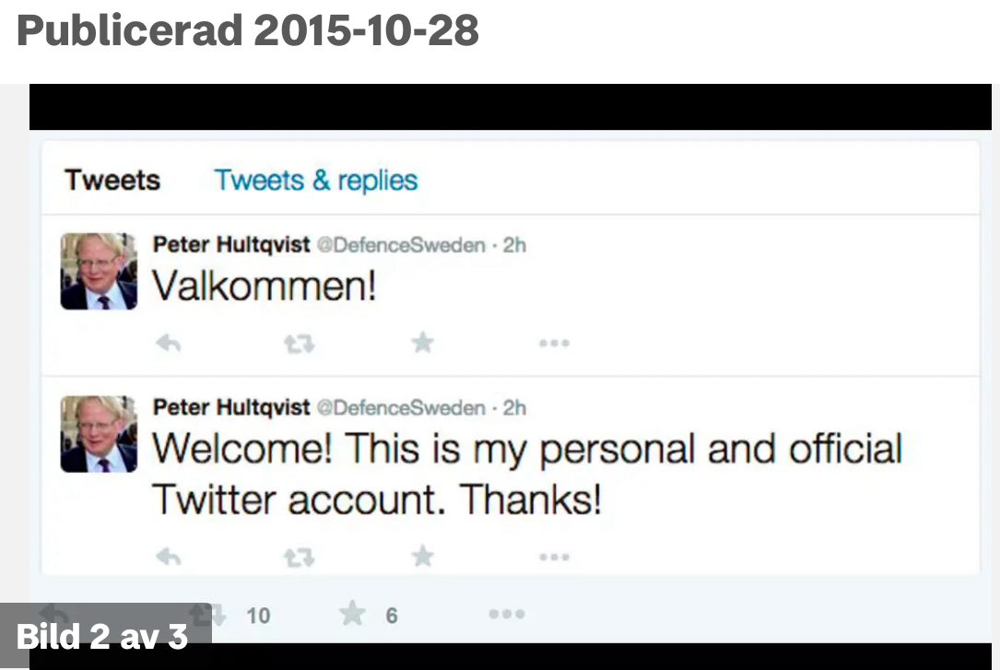 Publicerad 2015-10-28
Tweets Tweets & replies
Peter Hultqvist @DefenceSweden · 2h
Valkommen!
Peter Hultqvist @DefenceSweden · 2h
Welcome! This is my personal and official
Twitter account. Thanks!
10 6
Bild 2 av 3